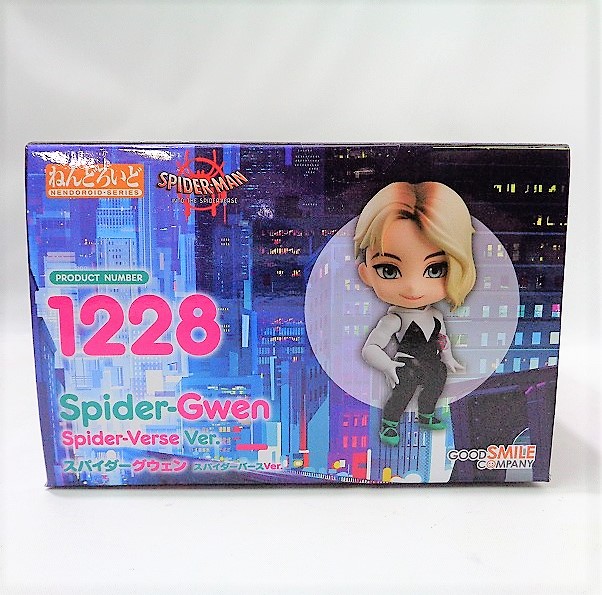 ねんどろいど
NENDOROID·SERIES
SPIDER-MAN
INTO THE SPIDER-VERSE
PRODUCT NUMBER
1228
Spider-Gwen
Spider-Verse Ver.
スパイダーグウェン スパイダーバースVer.
GOOD SMILE
COMPANY